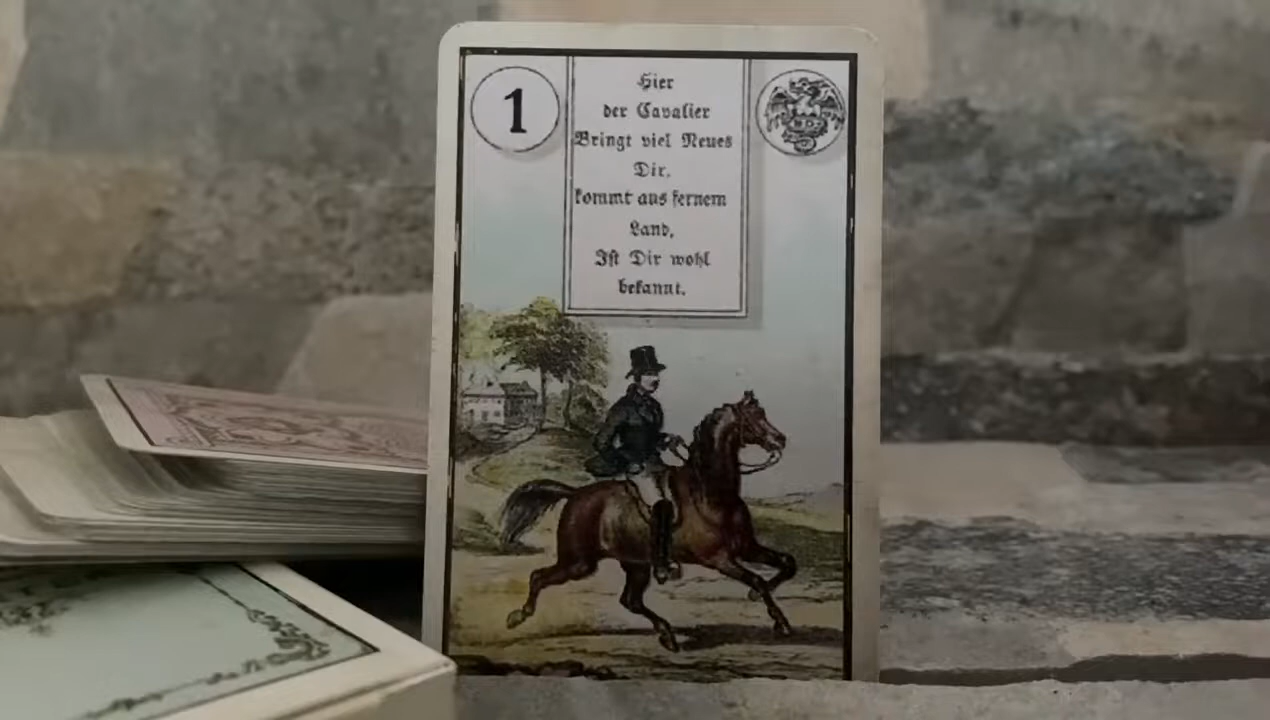 1
Hier
der Cavalier
Bringt viel Neues
Dir,
kommt aus fernem
Land,
Ist Dir wohl
bekannt.